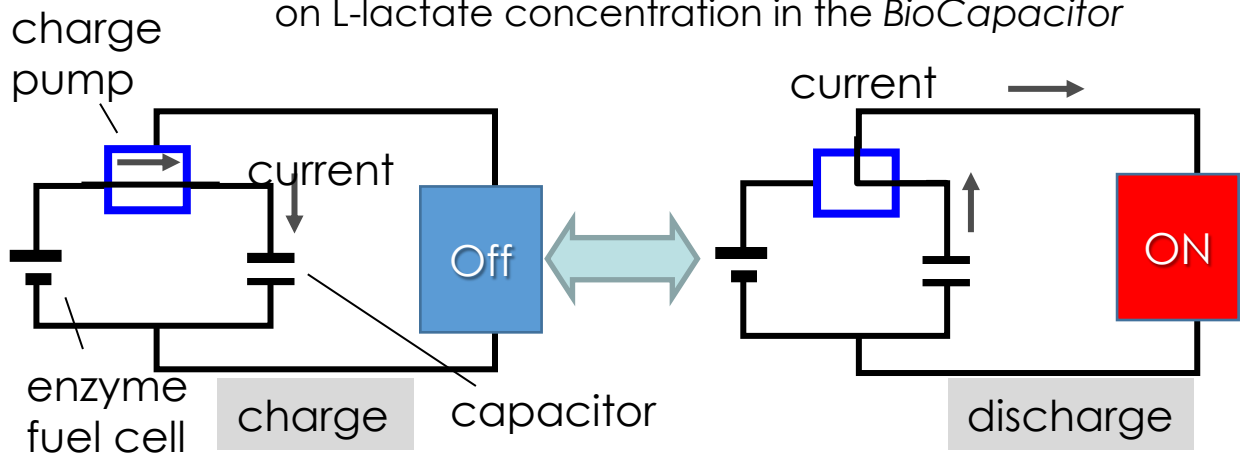 on L-lactate concentration in the BioCapacitor
charge
pump
current
Off
enzyme
fuel cell
charge
capacitor
current
ON
discharge